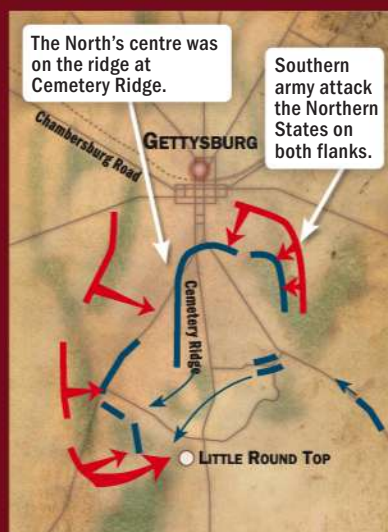 The North’s centre was
on the ridge at
Cemetery Ridge.
Southern
army attack
the Northern
States on
both flanks.
Chambersburg Road
GETTYSBURG
Cemetery Ridge
LITTLE ROUND TOP